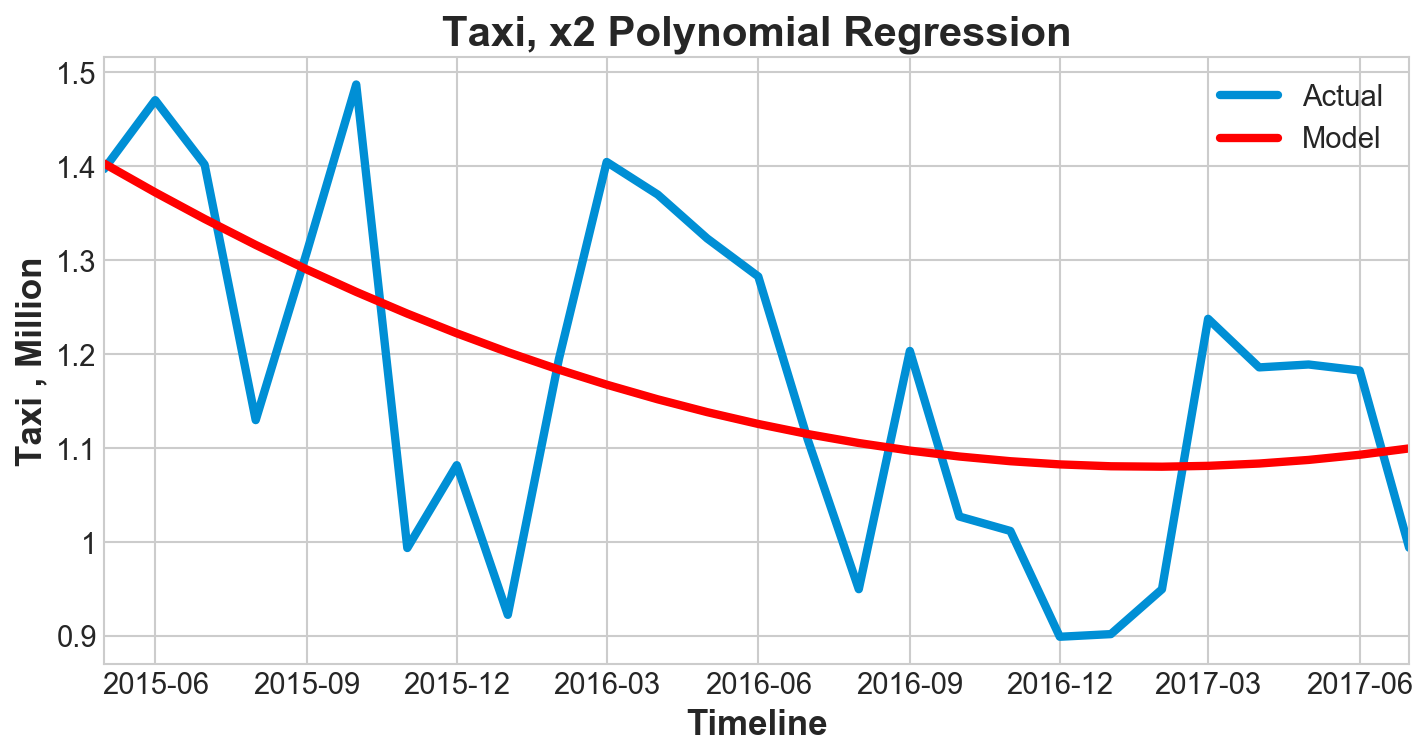 Taxi, x2 Polynomial Regression
Actual
Model
1.5
1.4
1.3
1.2
1.1
1
0.9
Taxi , Million
2015-06 2015-09 2015-12 2016-03 2016-06 2016-09 2016-12 2017-03 2017-06
Timeline